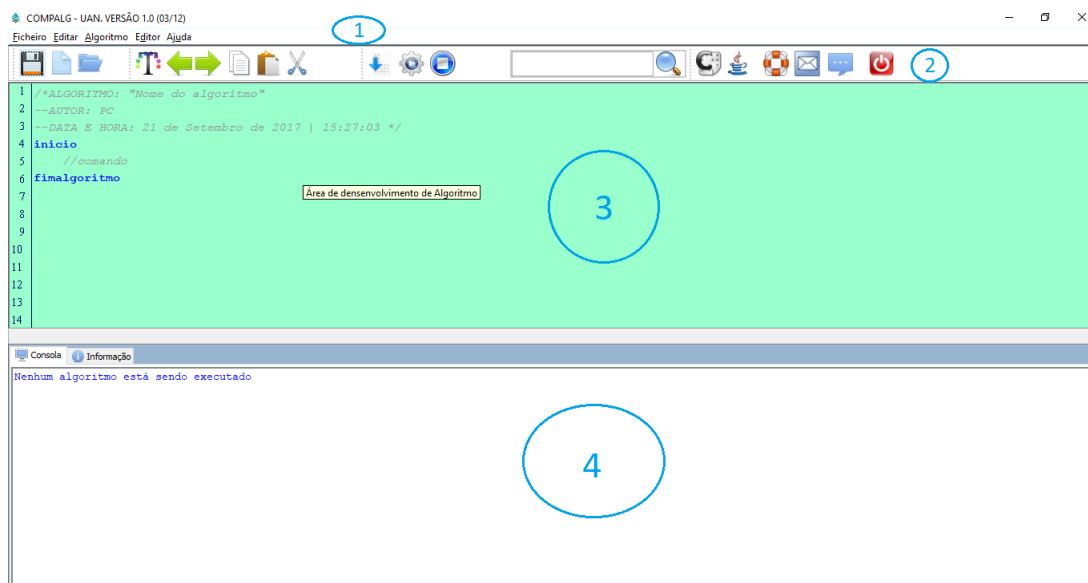 COMPALG - UAN. VERSÃO 1.0 (03/12)
Ficheiro Editar Algoritmo Editor Ajuda
1
2
1 /*ALGORITMO: "Nome do algoritmo"
2 --AUTOR: PC
3 --DATA E HORA: 21 de Setembro de 2017 | 15:27:03 */
4 inicio
5 //comando
6 fimalgoritmo
Área de densenvolvimento de Algoritmo
3
7
8
9
10
11
12
13
14
Consola Informação
Nenhum algoritmo está sendo executado
4